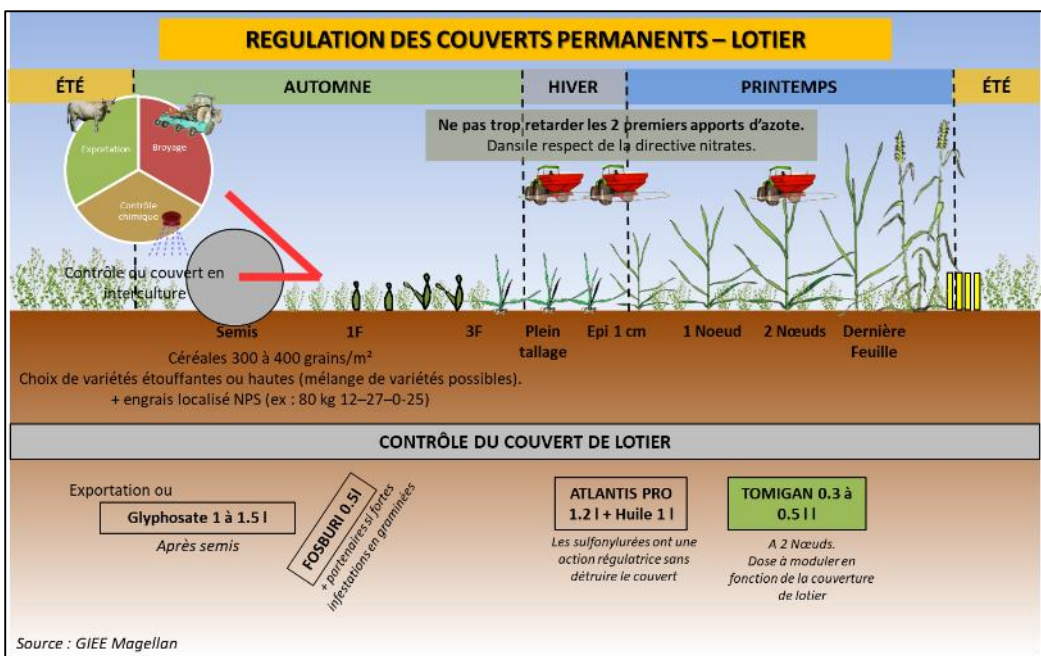 REGULATION DES COUVERTS PERMANENTS – LOTIER
ÉTÉ
AUTOMNE
HIVER
PRINTEMPS
ÉTÉ
Exportation
Broyage
Contrôle
chimique
Ne pas trop retarder les 2 premiers apports d'azote.
Dans le respect de la directive nitrates.
Contrôle du couvert en
interculture
Semis
1F
3F
Plein
tallage
Epi 1 cm
1 Noeud
2 Nœuds
Dernière
Feuille
Céréales 300 à 400 grains/m²
Choix de variétés étouffantes ou hautes (mélange de variétés possibles).
+ engrais localisé NPS (ex : 80 kg 12–27–0-25)
CONTRÔLE DU COUVERT DE LOTIER
Exportation ou
Glyphosate 1 à 1.5 l
Après semis
FOSBURI 0.5l
+ partenaires si fortes
infestations en graminées
ATLANTIS PRO
1.2 l + Huile 1 l
Les sulfonylurées ont une
action régulatrice sans
détruire le couvert
TOMIGAN 0.3 à
0.5 l l
A 2 Nœuds.
Dose à moduler en
fonction de la couverture
de lotier
Source : GIEE Magellan